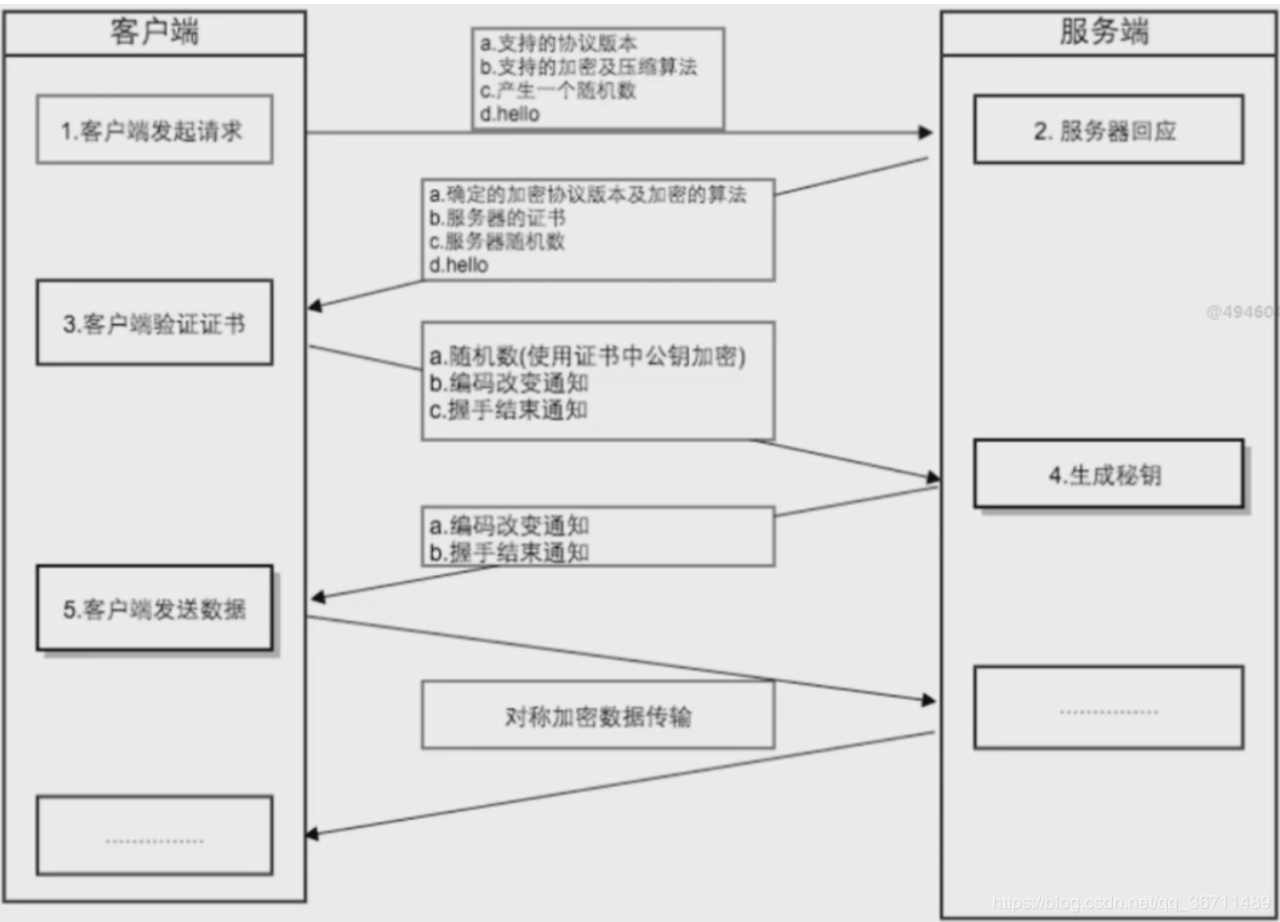 客户端
服务端
a.支持的协议版本
b.支持的加密及压缩算法
c.产生一个随机数
d.hello
1.客户端发起请求
2. 服务器回应
a.确定的加密协议版本及加密的算法
b.服务器的证书
c.服务器随机数
d.hello
3.客户端验证证书
@49460
a.随机数(使用证书中公钥加密)
b.编码改变通知
c.握手结束通知
4.生成秘钥
a.编码改变通知
b.握手结束通知
5.客户端发送数据
对称加密数据传输
...............
...............
https://blog.csdn.net/qq_36711489